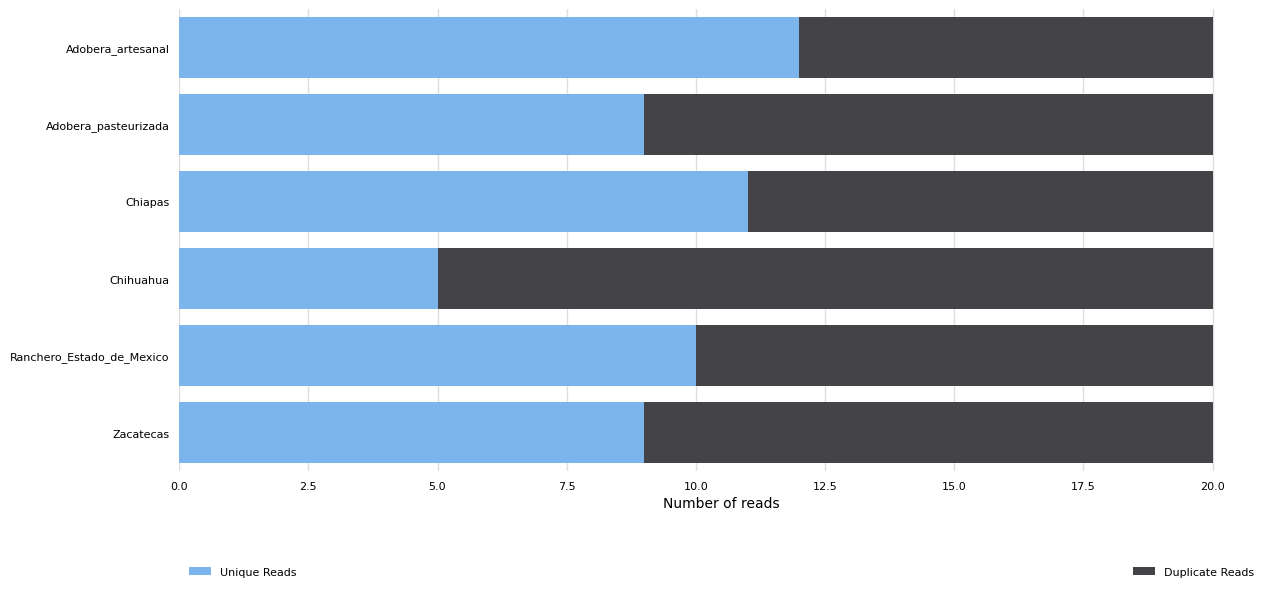 Adobera_artesanal
Adobera_pasteurizada
Chiapas
Chihuahua
Ranchero_Estado_de_Mexico
Zacatecas
0.0 2.5 5.0 7.5 10.0 12.5 15.0 17.5 20.0
Number of reads
Unique Reads Duplicate Reads